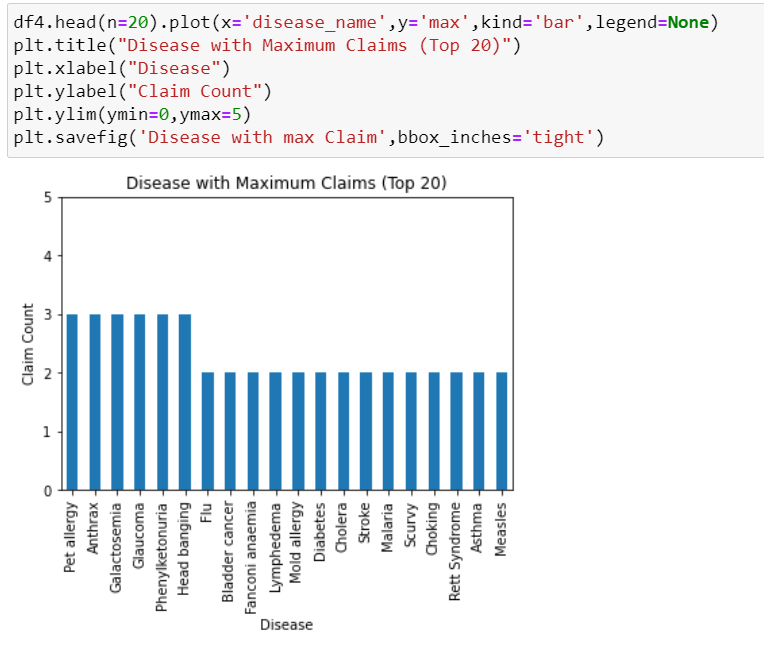 df4.head(n=20).plot(x='disease_name',y='max',kind='bar',legend=None)
plt.title("Disease with Maximum Claims (Top 20)")
plt.xlabel("Disease")
plt.ylabel("Claim Count")
plt.ylim(ymin=0,ymax=5)
plt.savefig('Disease with max Claim',bbox_inches='tight')
Disease with Maximum Claims (Top 20)
Claim Count
5
4
3
2
1
0
Pet allergy
Anthrax
Galactosemia
Glaucoma
Phenylketonuria
Head banging
Flu
Bladder cancer
Fanconi anaemia
Lymphedema
Mold allergy
Diabetes
Cholera
Stroke
Malaria
Scurvy
Choking
Rett Syndrome
Asthma
Measles
Disease